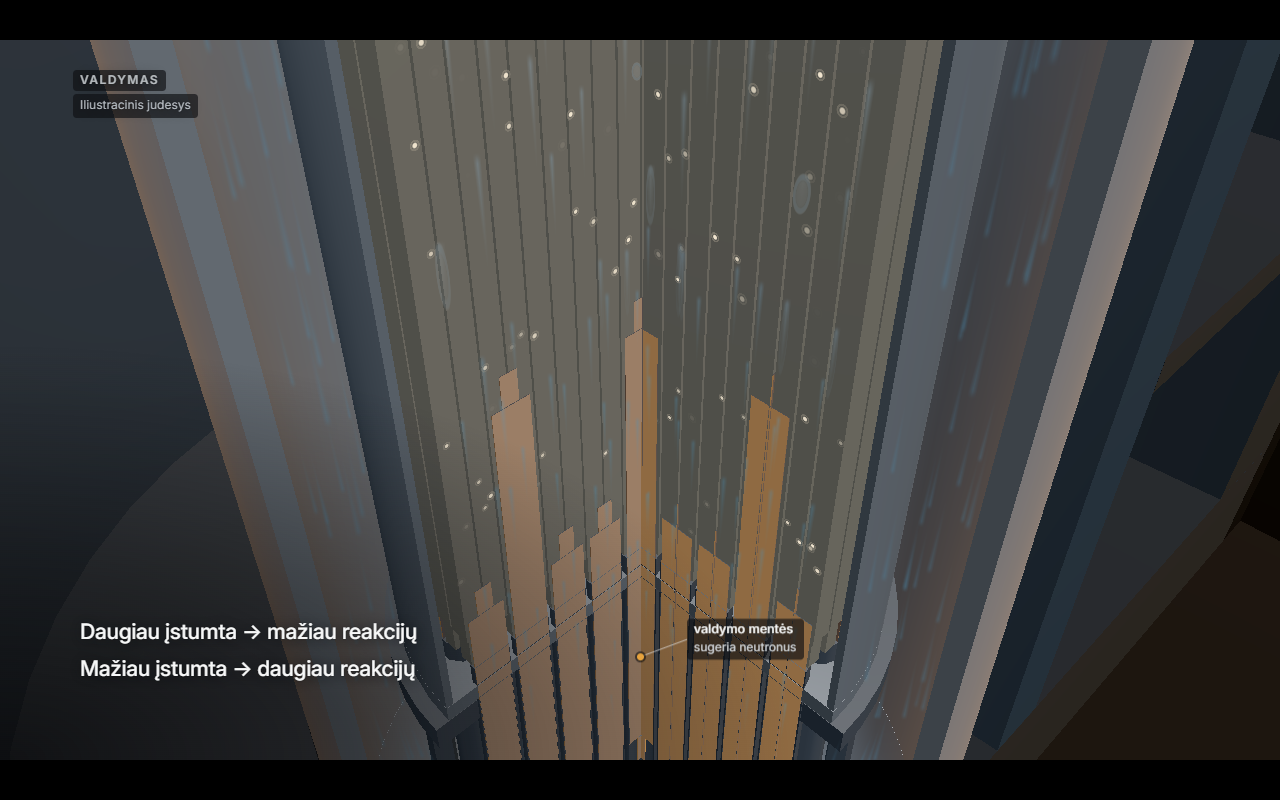 VALDYMAS
Iliustracinis judesys
Daugiau įstumta → mažiau reakcijų
Mažiau įstumta → daugiau reakcijų
valdymo mentės
sugeria neutronus